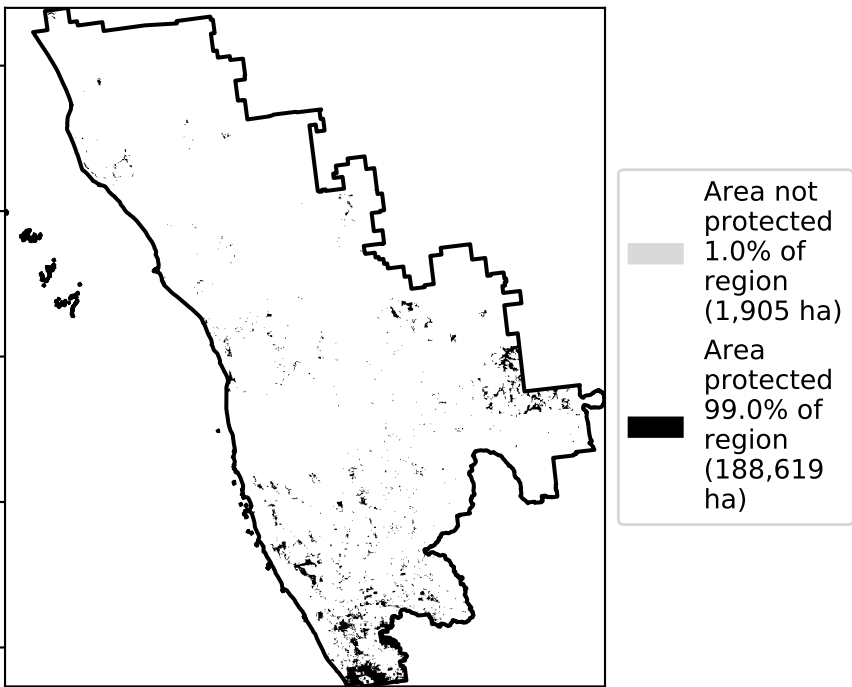 Area not
protected
1.0% of
region
(1,905 ha)
Area
protected
99.0% of
region
(188,619
ha)